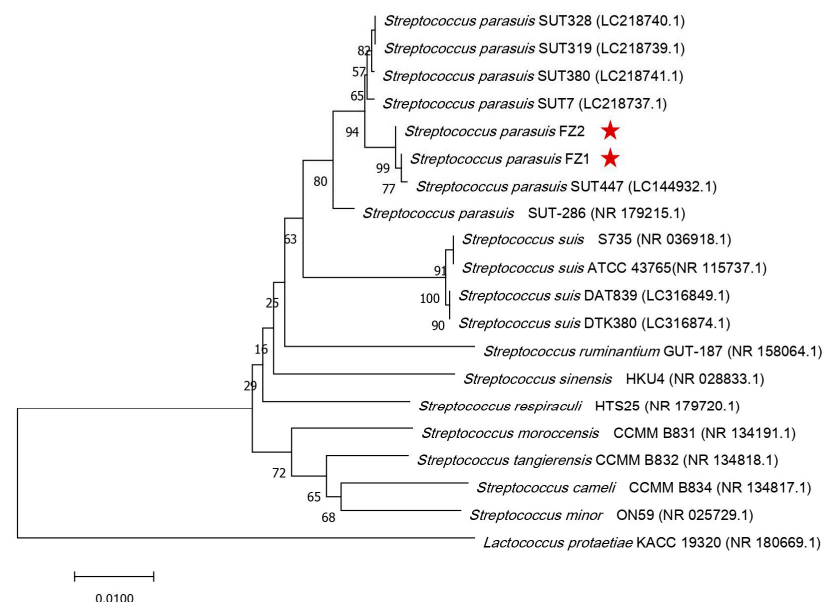 Streptococcus parasuis SUT328 (LC218740.1)
82
Streptococcus parasuis SUT319 (LC218739.1)
57
Streptococcus parasuis SUT380 (LC218741.1)
65
Streptococcus parasuis SUT7 (LC218737.1)
94
Streptococcus parasuis FZ2
99
Streptococcus parasuis FZ1
77
Streptococcus parasuis SUT447 (LC144932.1)
80
Streptococcus parasuis SUT-286 (NR 179215.1)
63
Streptococcus suis S735 (NR 036918.1)
91
Streptococcus suis ATCC 43765(NR 115737.1)
100
Streptococcus suis DAT839 (LC316849.1)
90
Streptococcus suis DTK380 (LC316874.1)
25
Streptococcus ruminantium GUT-187 (NR 158064.1)
16
Streptococcus sinensis HKU4 (NR 028833.1)
29
Streptococcus respiraculi HTS25 (NR 179720.1)
Streptococcus moroccensis CCMM B831 (NR 134191.1)
72
Streptococcus tangierensis CCMM B832 (NR 134818.1)
65
Streptococcus cameli CCMM B834 (NR 134817.1)
68
Streptococcus minor ON59 (NR 025729.1)
Lactococcus protaetiae KACC 19320 (NR 180669.1)
0.0100